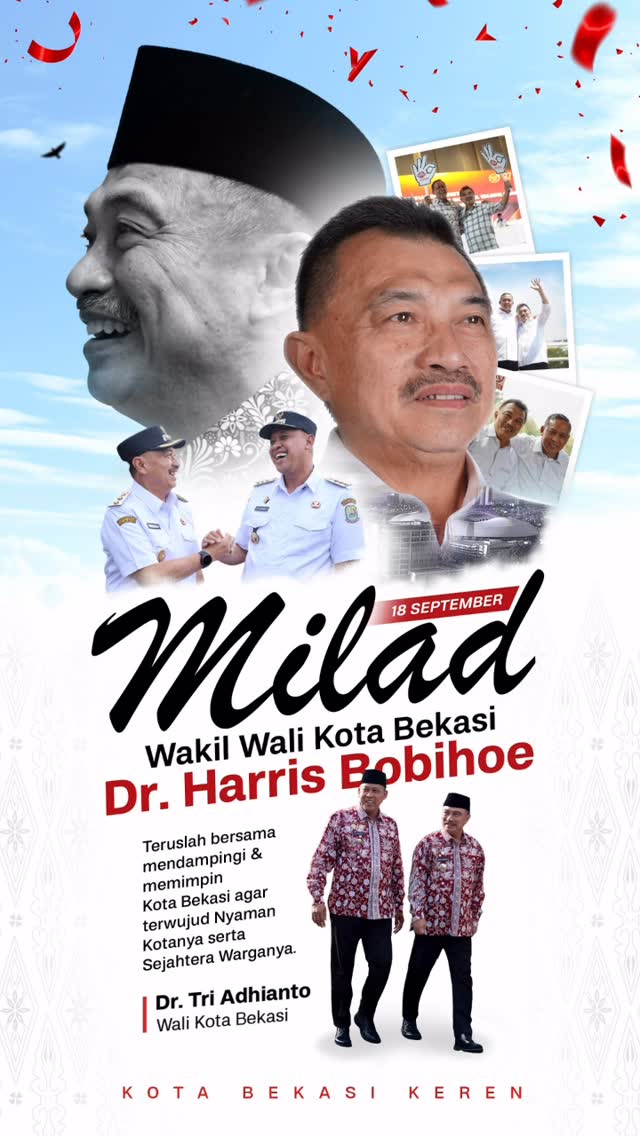 18 SEPTEMBER
Milad
Wakil Wali Kota Bekasi
Dr. Harris Bobihoe
Teruslah bersama
mendampingi &
memimpin
Kota Bekasi agar
terwujud Nyaman
Kotanya serta
Sejahtera Warganya.
Dr. Tri Adhianto
Wali Kota Bekasi
KOTA BEKASI KEREN